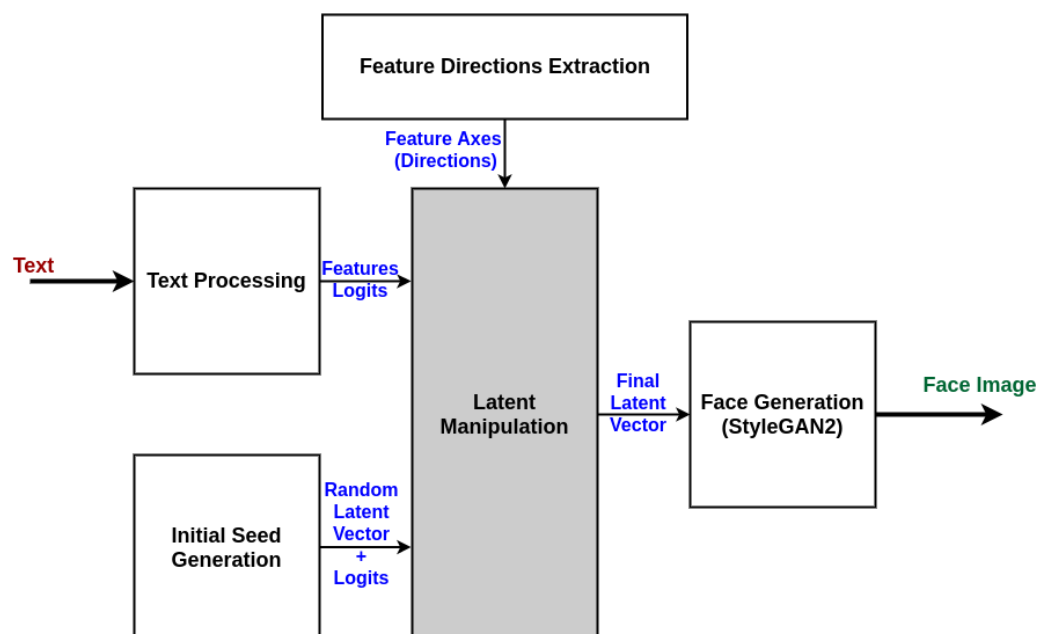 Feature Directions Extraction
Feature Axes
(Directions)
Text
Text Processing
Features
Logits
Latent
Manipulation
Final
Latent
Vector
Face Generation
(StyleGAN2)
Face Image
Initial Seed
Generation
Random
Latent
Vector
+
Logits